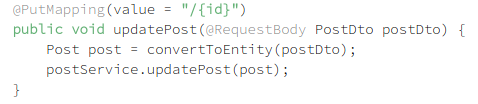 @PutMapping(value = "/{id}")
public void updatePost(@RequestBody PostDto postDto) {
    Post post = convertToEntity(postDto);
    postService.updatePost(post);
}